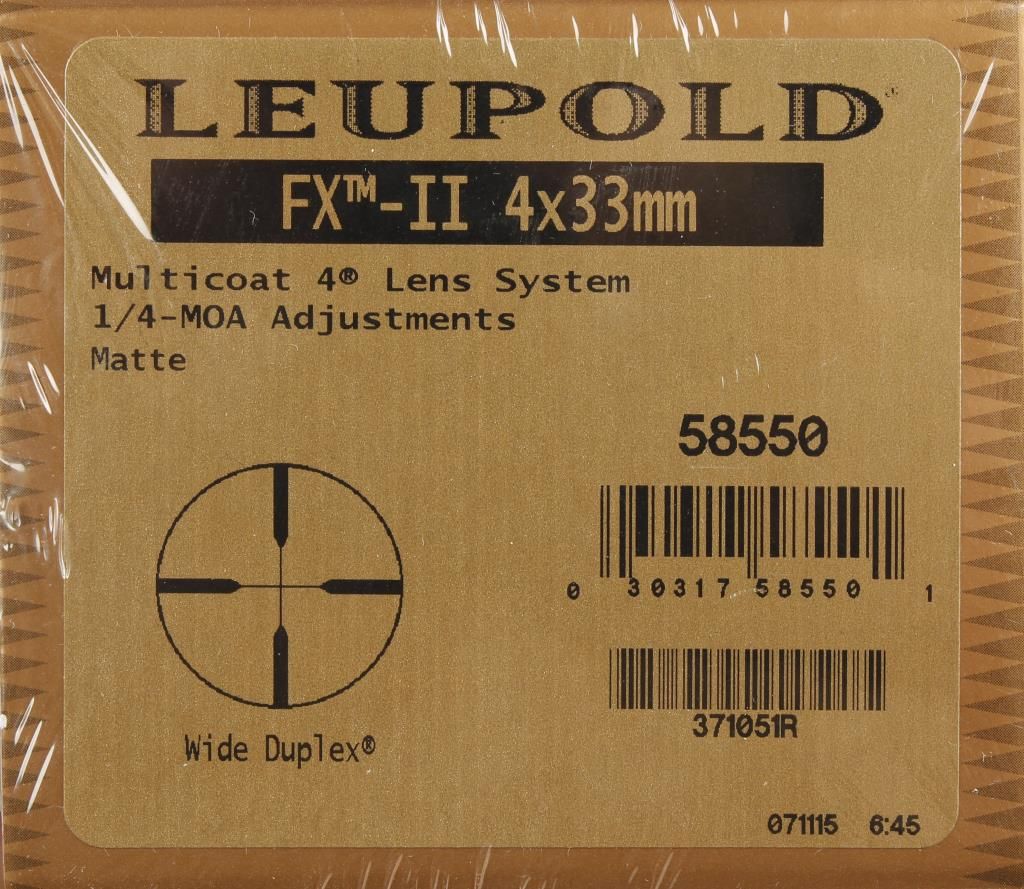 LEUPOLD®
FX™-II 4x33mm
Multicoat 4® Lens System
1/4-MOA Adjustments
Matte
58550
0 30317 58550 1
371051R
Wide Duplex®
071115 6:45